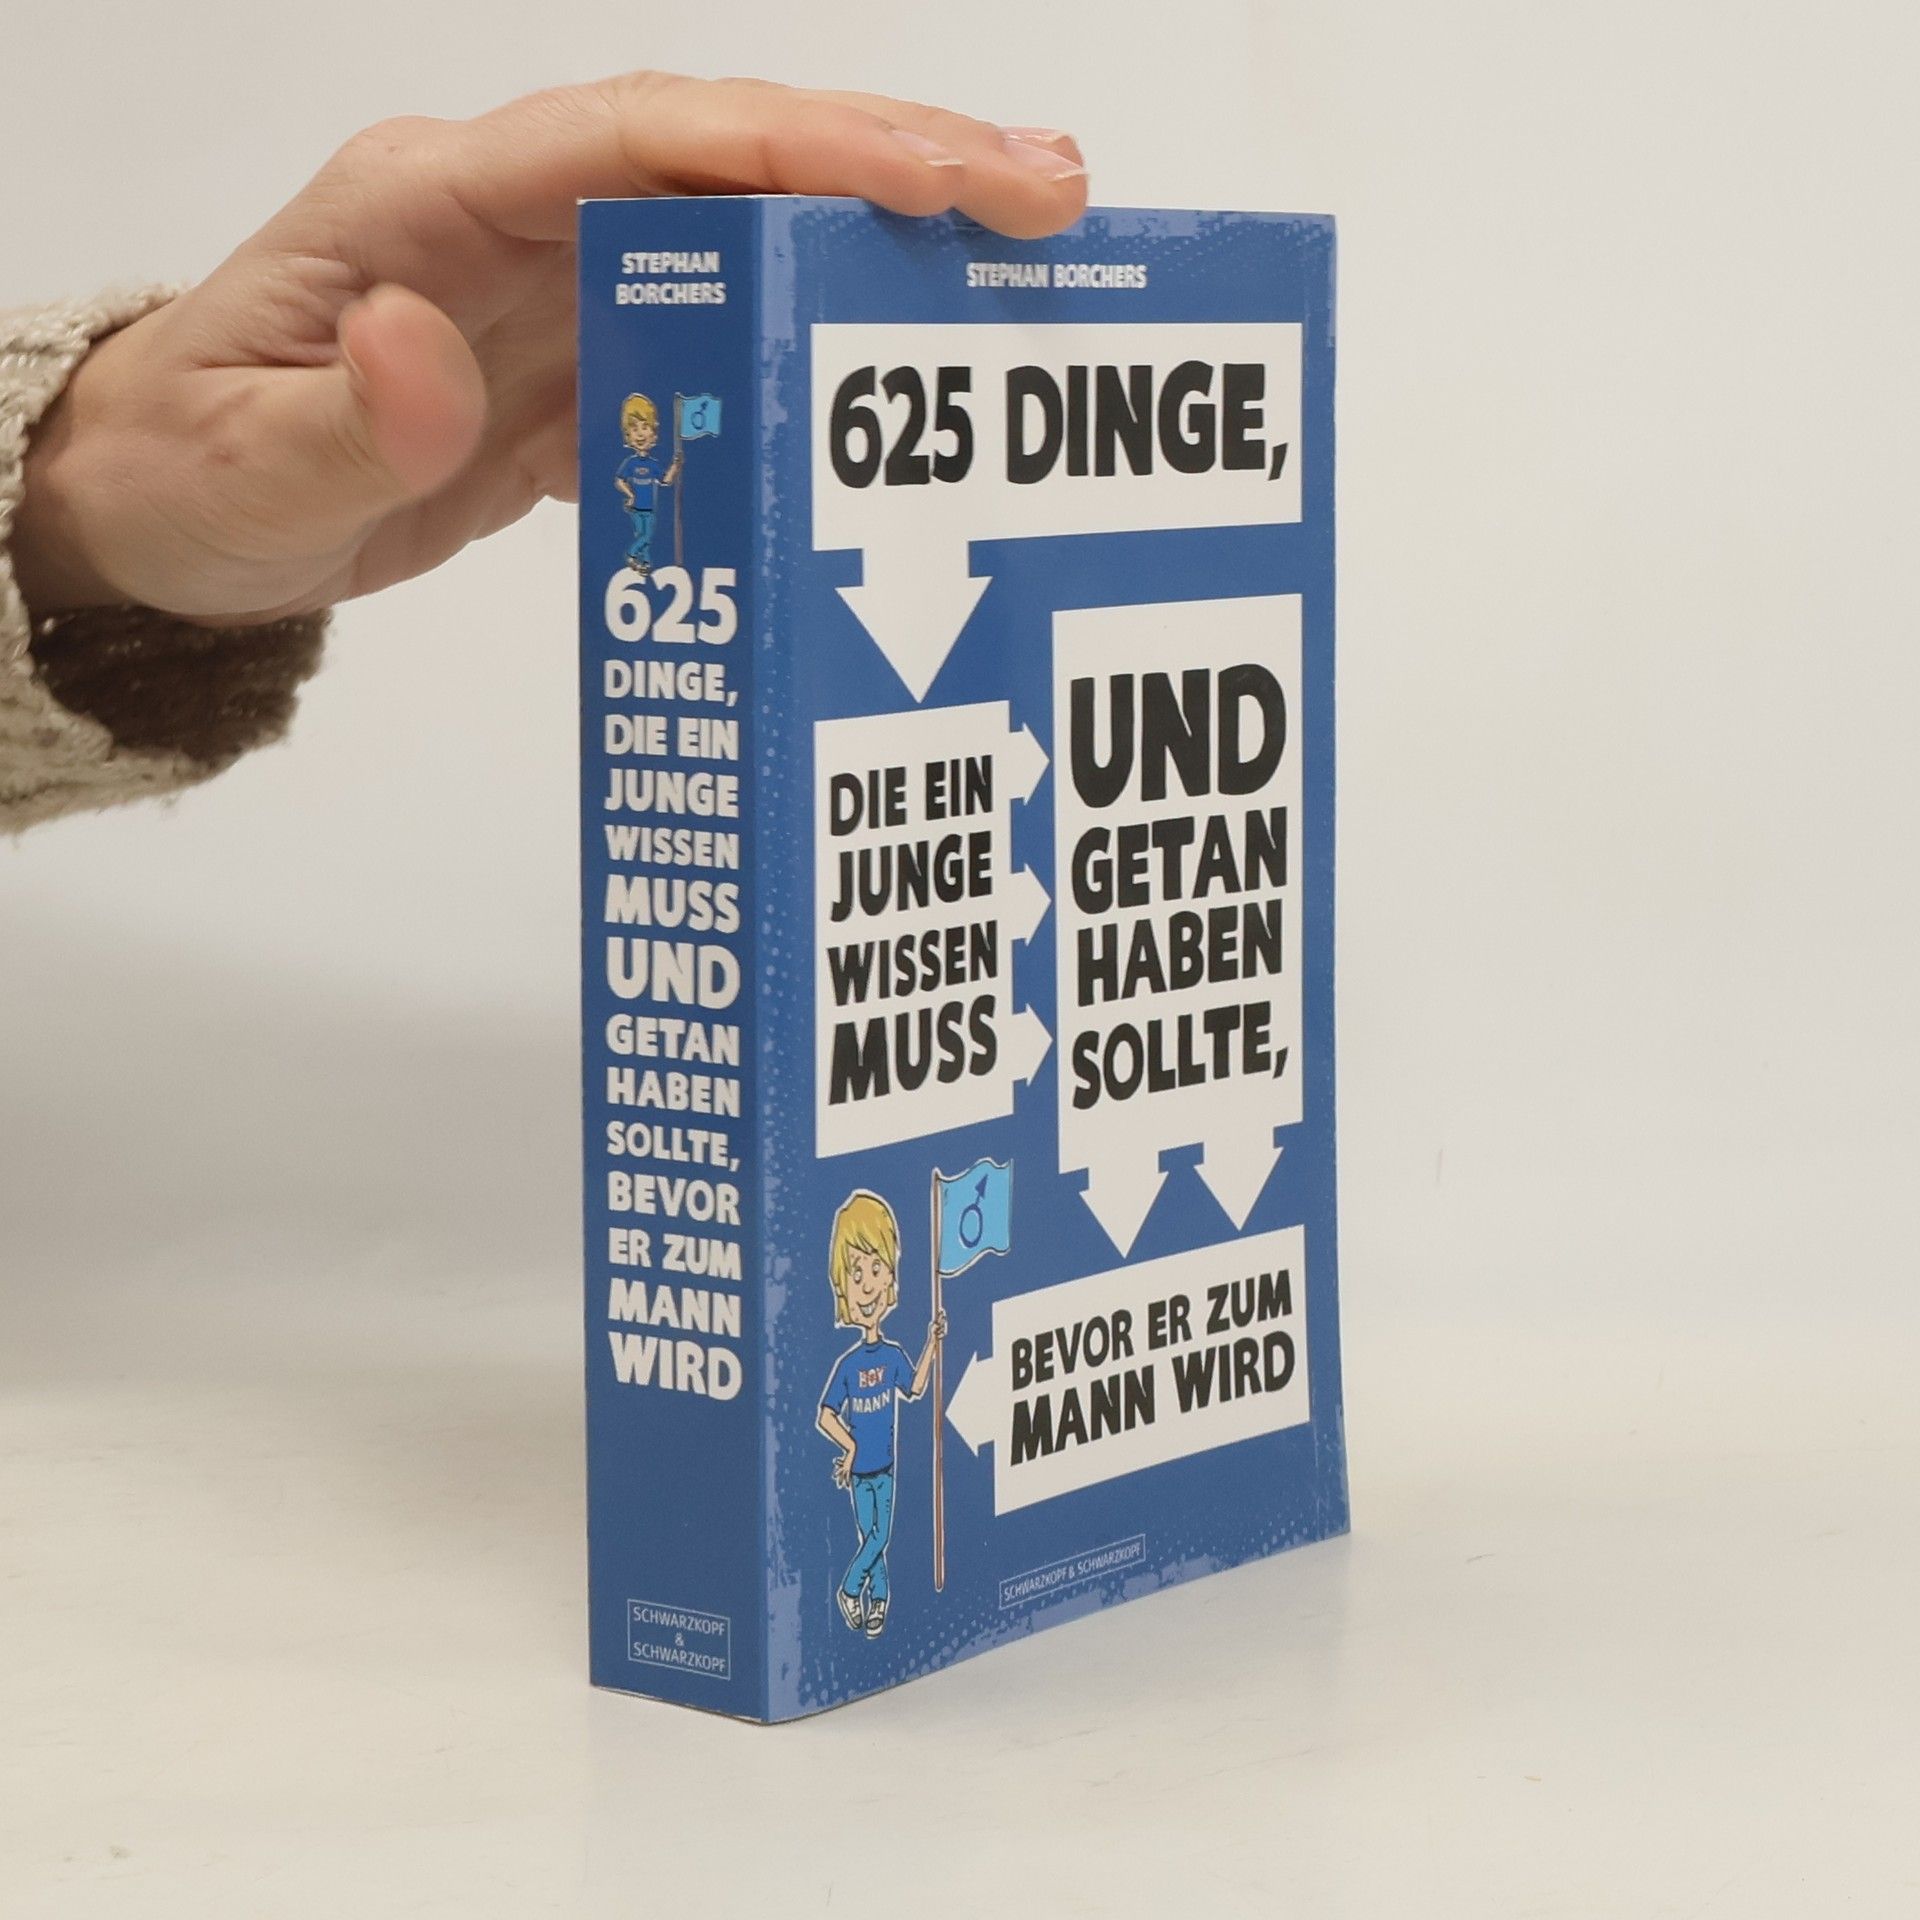 STEPHAN
BORCHERS
625
DINGE,
DIE EIN
JUNGE
WISSEN
MUSS
UND
GETAN
HABEN
SOLLTE,
BEVOR
ER ZUM
MANN
WIRD
SCHWARZKOPF
&
SCHWARZKOPF
STEPHAN BORCHERS
625 DINGE,
DIE EIN
JUNGE
WISSEN
MUSS
UND
GETAN
HABEN
SOLLTE,
BEVOR ER ZUM
MANN WIRD
BOY
MANN
SCHWARZKOPF & SCHWARZKOPF